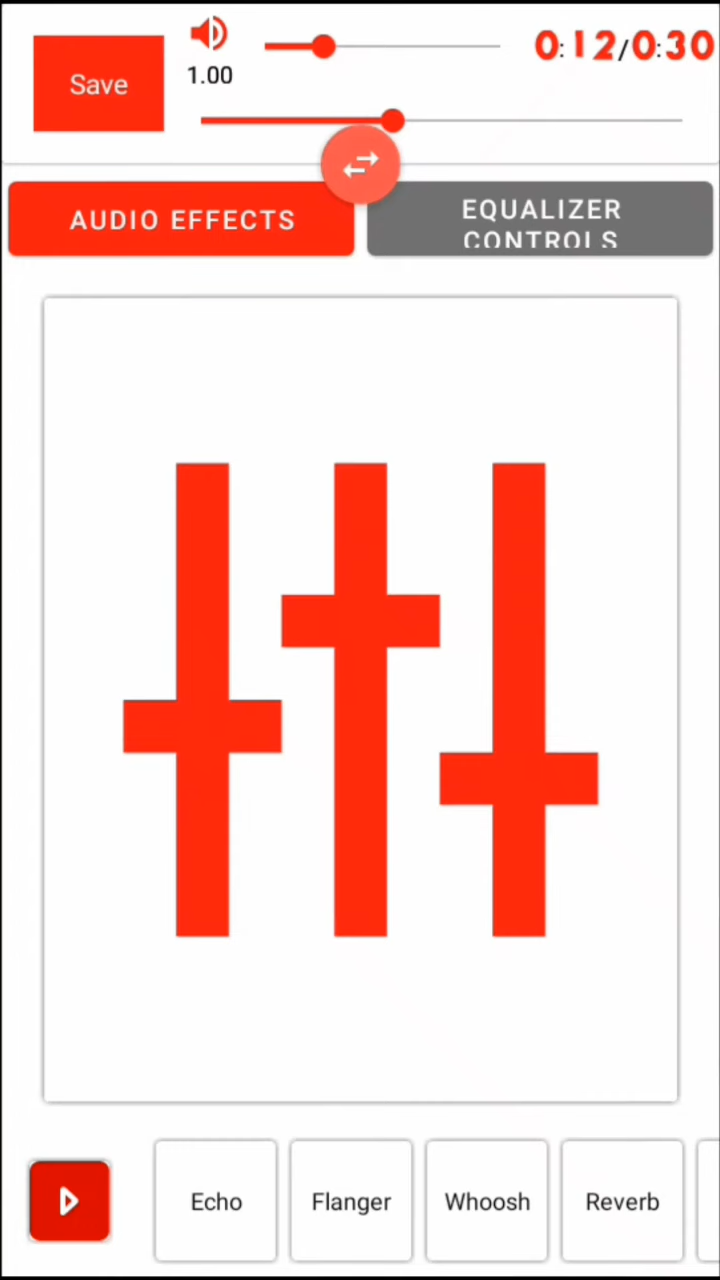 Save
1.00
0:12/0:30
AUDIO EFFECTS
EQUALIZER
CONTROLS
Echo
Flanger
Whoosh
Reverb